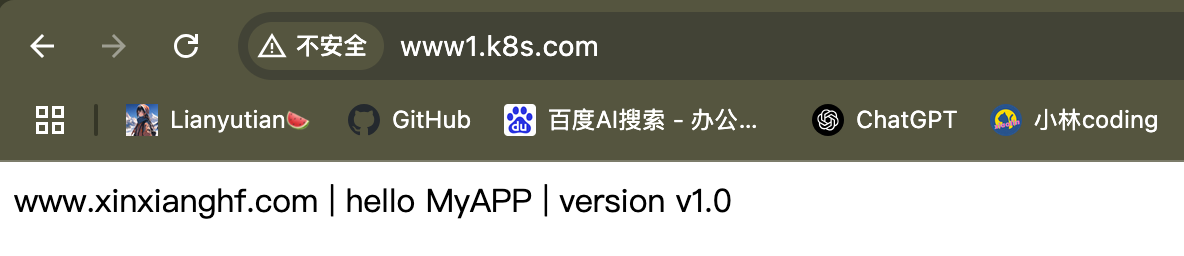 不安全 www1.k8s.com
Lianyutian🍉 GitHub du 百度AI搜索 - 办公... ChatGPT 小林coding
www.xinxianghf.com | hello MyAPP | version v1.0